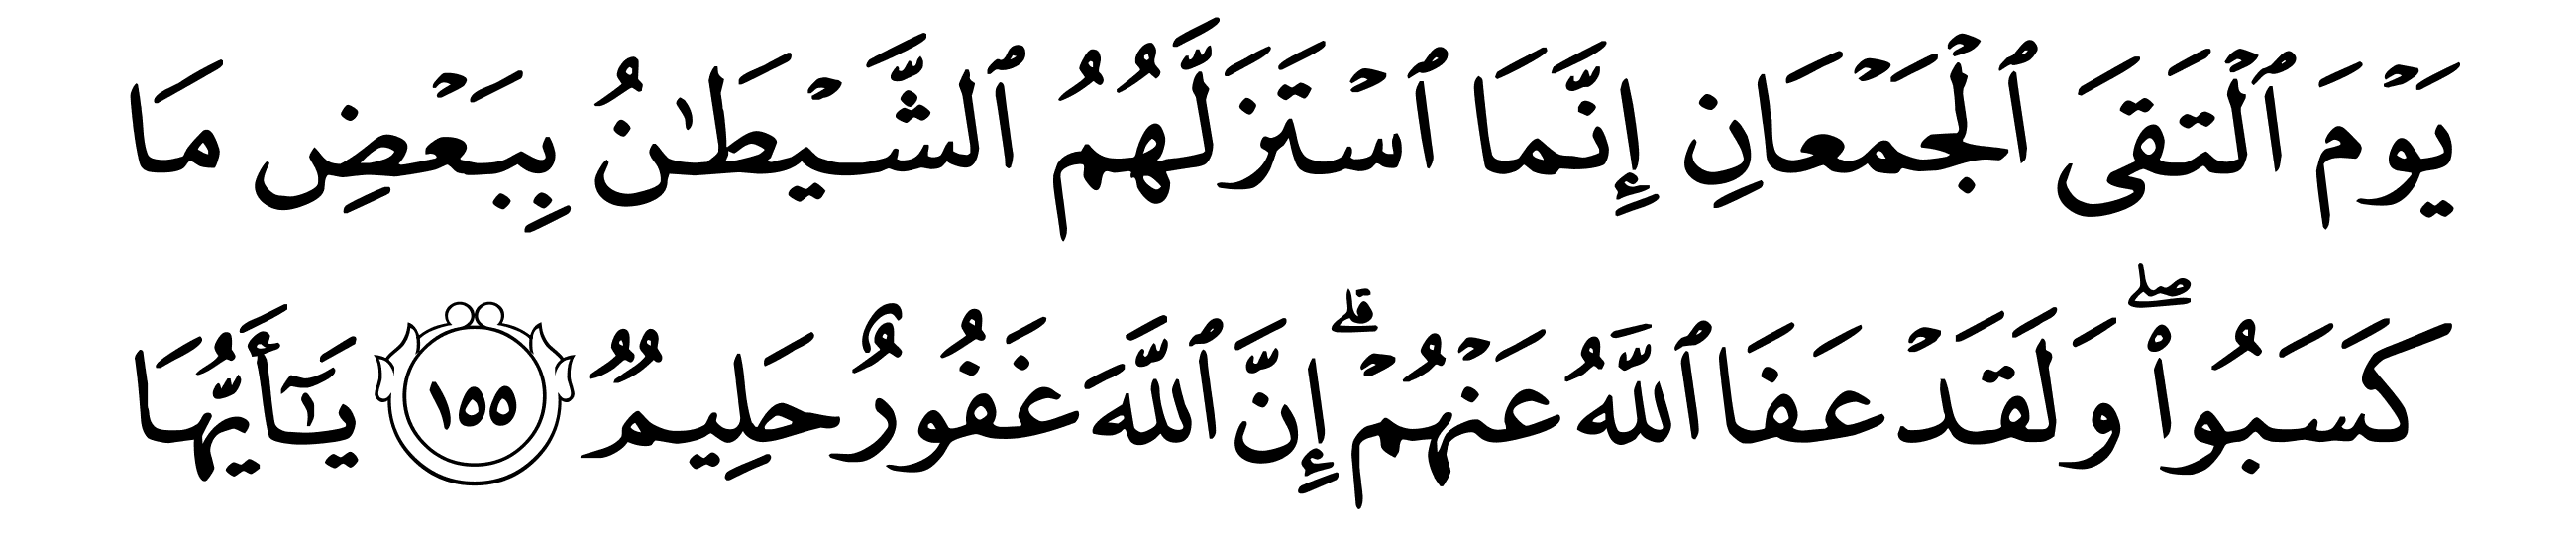 يَوۡمَ ٱلۡتَقَى ٱلۡجَمۡعَانِ إِنَّمَا ٱسۡتَزَلَّهُمُ ٱلشَّيۡطَٰنُ بِبَعۡضِ مَا
كَسَبُواْۖ وَلَقَدۡ عَفَا ٱللَّهُ عَنۡهُمۡۗ إِنَّ ٱللَّهَ غَفُورٌ حَلِيمٞ ١٥٥ يَٰٓأَيُّهَا